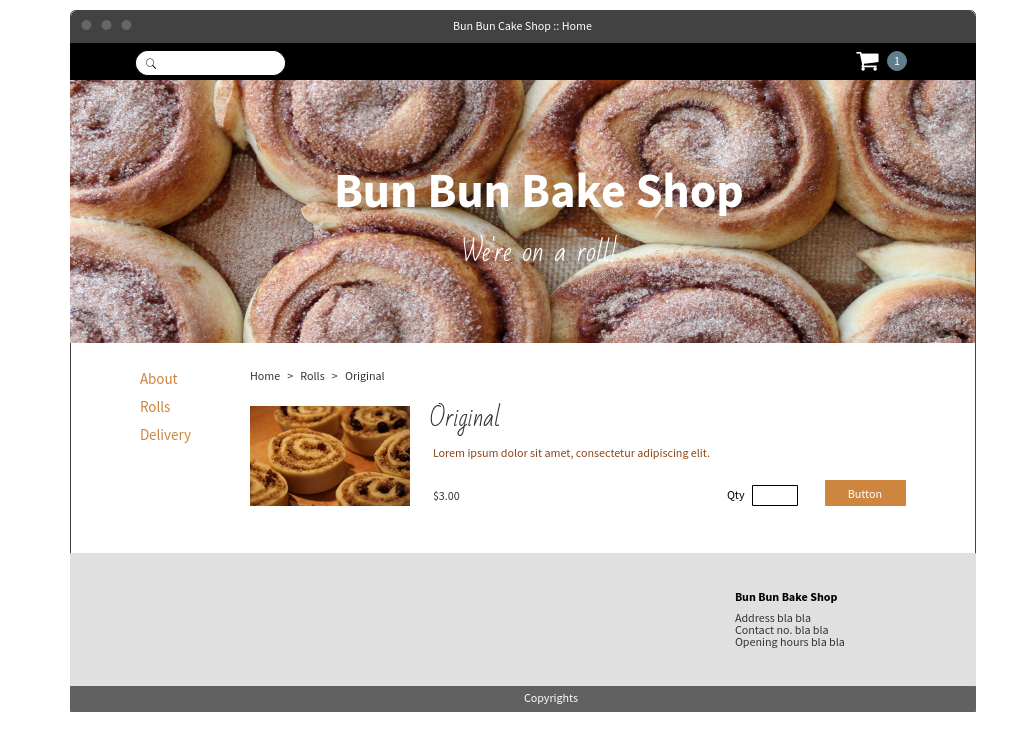 Bun Bun Cake Shop :: Home
1
Bun Bun Bake Shop
We're on a roll!
About
Rolls
Delivery
Home > Rolls > Original
Original
Lorem ipsum dolor sit amet, consectetur adipiscing elit.
$3.00
Qty
Button
Bun Bun Bake Shop
Address bla bla
Contact no. bla bla
Opening hours bla bla
Copyrights